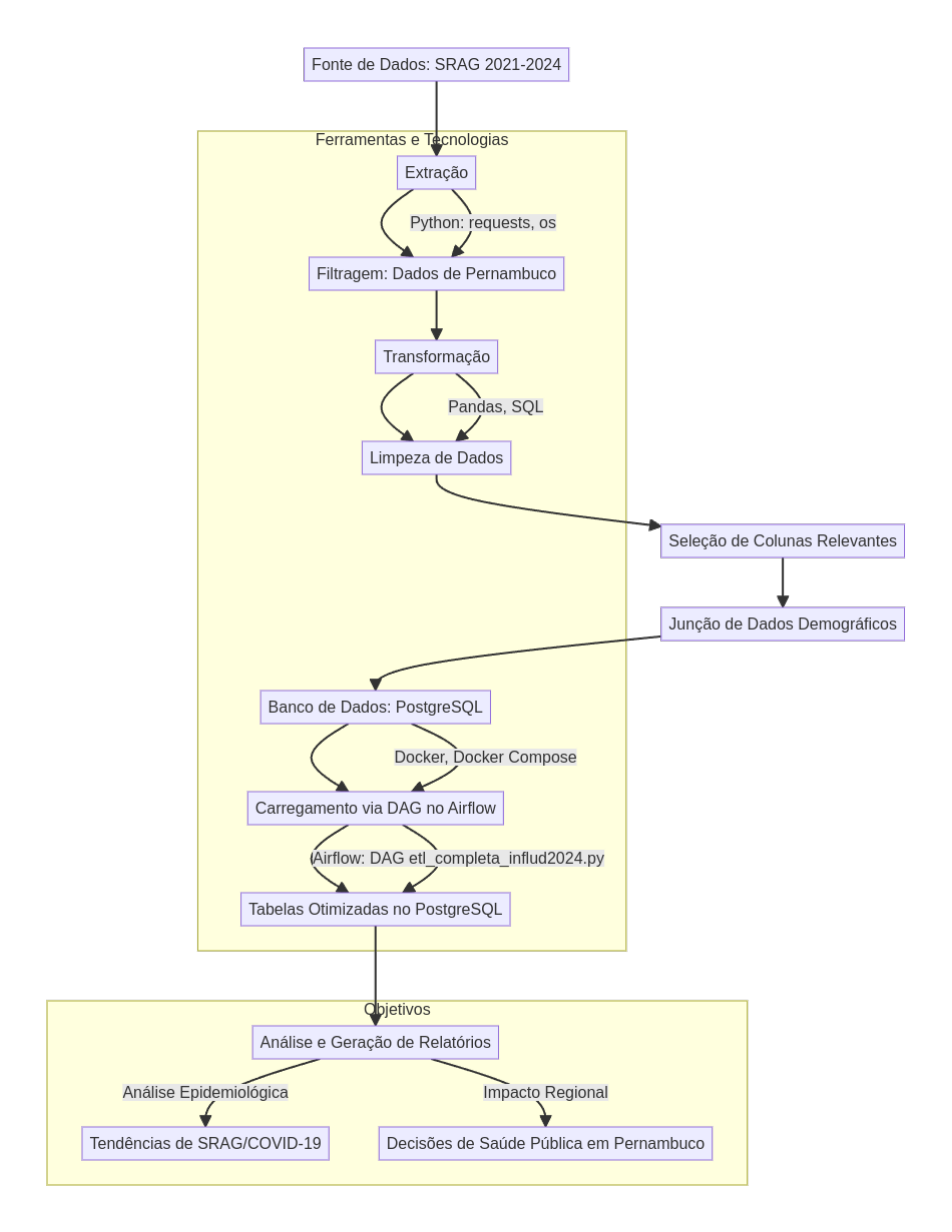 Fonte de Dados: SRAG 2021-2024
Ferramentas e Tecnologias
Extração
Python: requests, os
Filtragem: Dados de Pernambuco
Transformação
Pandas, SQL
Limpeza de Dados
Seleção de Colunas Relevantes
Junção de Dados Demográficos
Banco de Dados: PostgreSQL
Docker, Docker Compose
Carregamento via DAG no Airflow
Airflow: DAG etl_completa_influd2024.py
Tabelas Otimizadas no PostgreSQL
Objetivos
Análise e Geração de Relatórios
Análise Epidemiológica
Impacto Regional
Tendências de SRAG/COVID-19
Decisões de Saúde Pública em Pernambuco